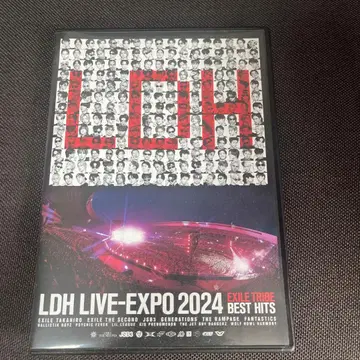 LDH
LDH LIVE-EXPO 2024 EXILE TRIBE BEST HITS
EXILE TAKAHIRO EXILE THE SECOND JSB3 GENERATIONS THE RAMPAGE FANTASTICS
BALLISTIK BOYZ PSYCHIC FEVER LIL LEAGUE KID PHENOMENON THE JET BOY BANGERZ WOLF HOWL HARMONY
JSB3